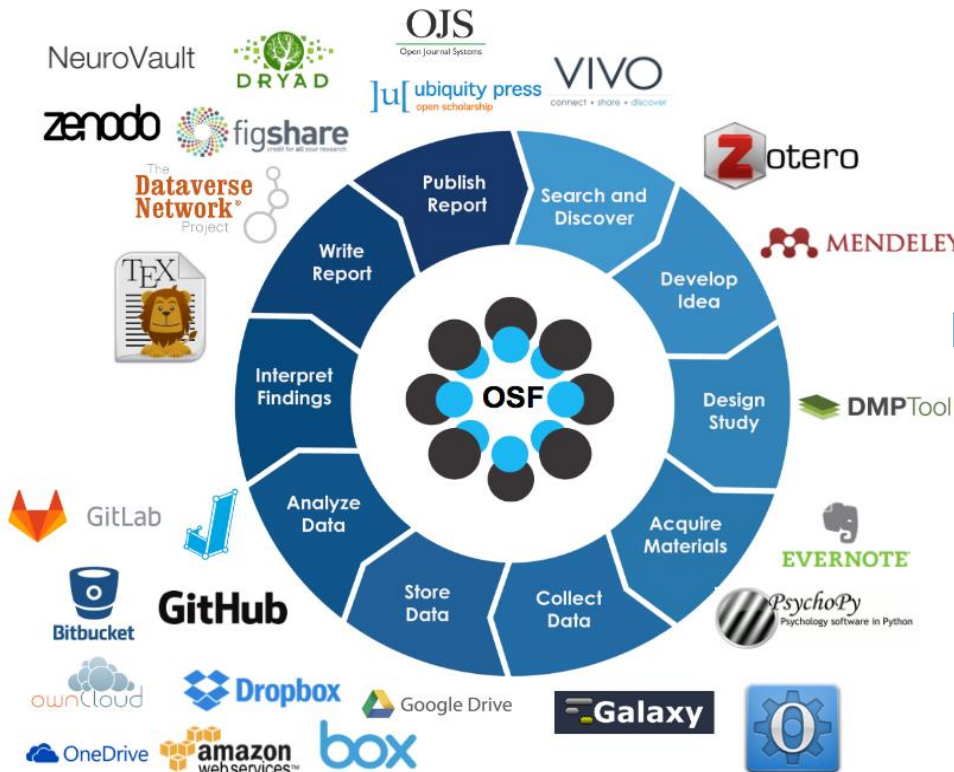 OJS
Open Journal Systems
NeuroVault
DRYAD
]u[ ubiquity press
open scholarship
VIVO
connect • share • discover
zenodo
figshare
credit for all your research
zotero
The
Dataverse
Network®
Project
MENDELEY
TEX
Publish
Report
Search and
Discover
Write
Report
Develop
Idea
Interpret
Findings
OSF
Design
Study
DMPTool
Analyze
Data
Acquire
Materials
Store
Data
Collect
Data
GitLab
EVERNOTE
Bitbucket
GitHub
PsychoPy
Psychology software in Python
ownCloud
Dropbox
Google Drive
Galaxy
OneDrive
amazon
webservices™
box
O